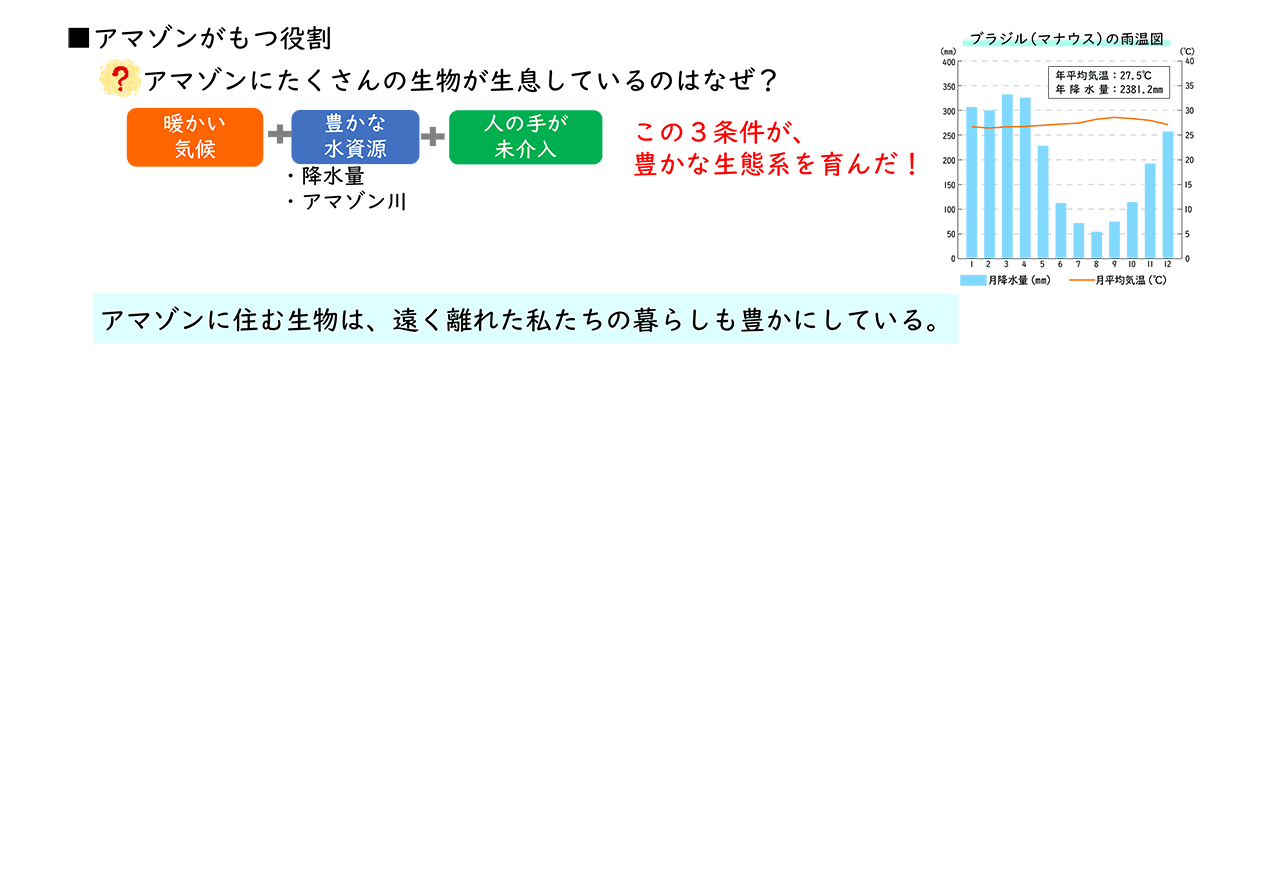 ■アマゾンがもつ役割
? アマゾンにたくさんの生物が生息しているのはなぜ?
暖かい
気候
豊かな
水資源
人の手が
未介入
・降水量
・アマゾン川
この3条件が、
豊かな生態系を育んだ!
ブラジル(マナウス)の雨温図
(mm) (℃)
年平均気温:27.5℃
年降水量:2381.2mm
400 40
350 35
300 30
250 25
200 20
150 15
100 10
50 5
0 0
1 2 3 4 5 6 7 8 9 10 11 12
月降水量(mm) 月平均気温(℃)
アマゾンに住む生物は、遠く離れた私たちの暮らしも豊かにしている。